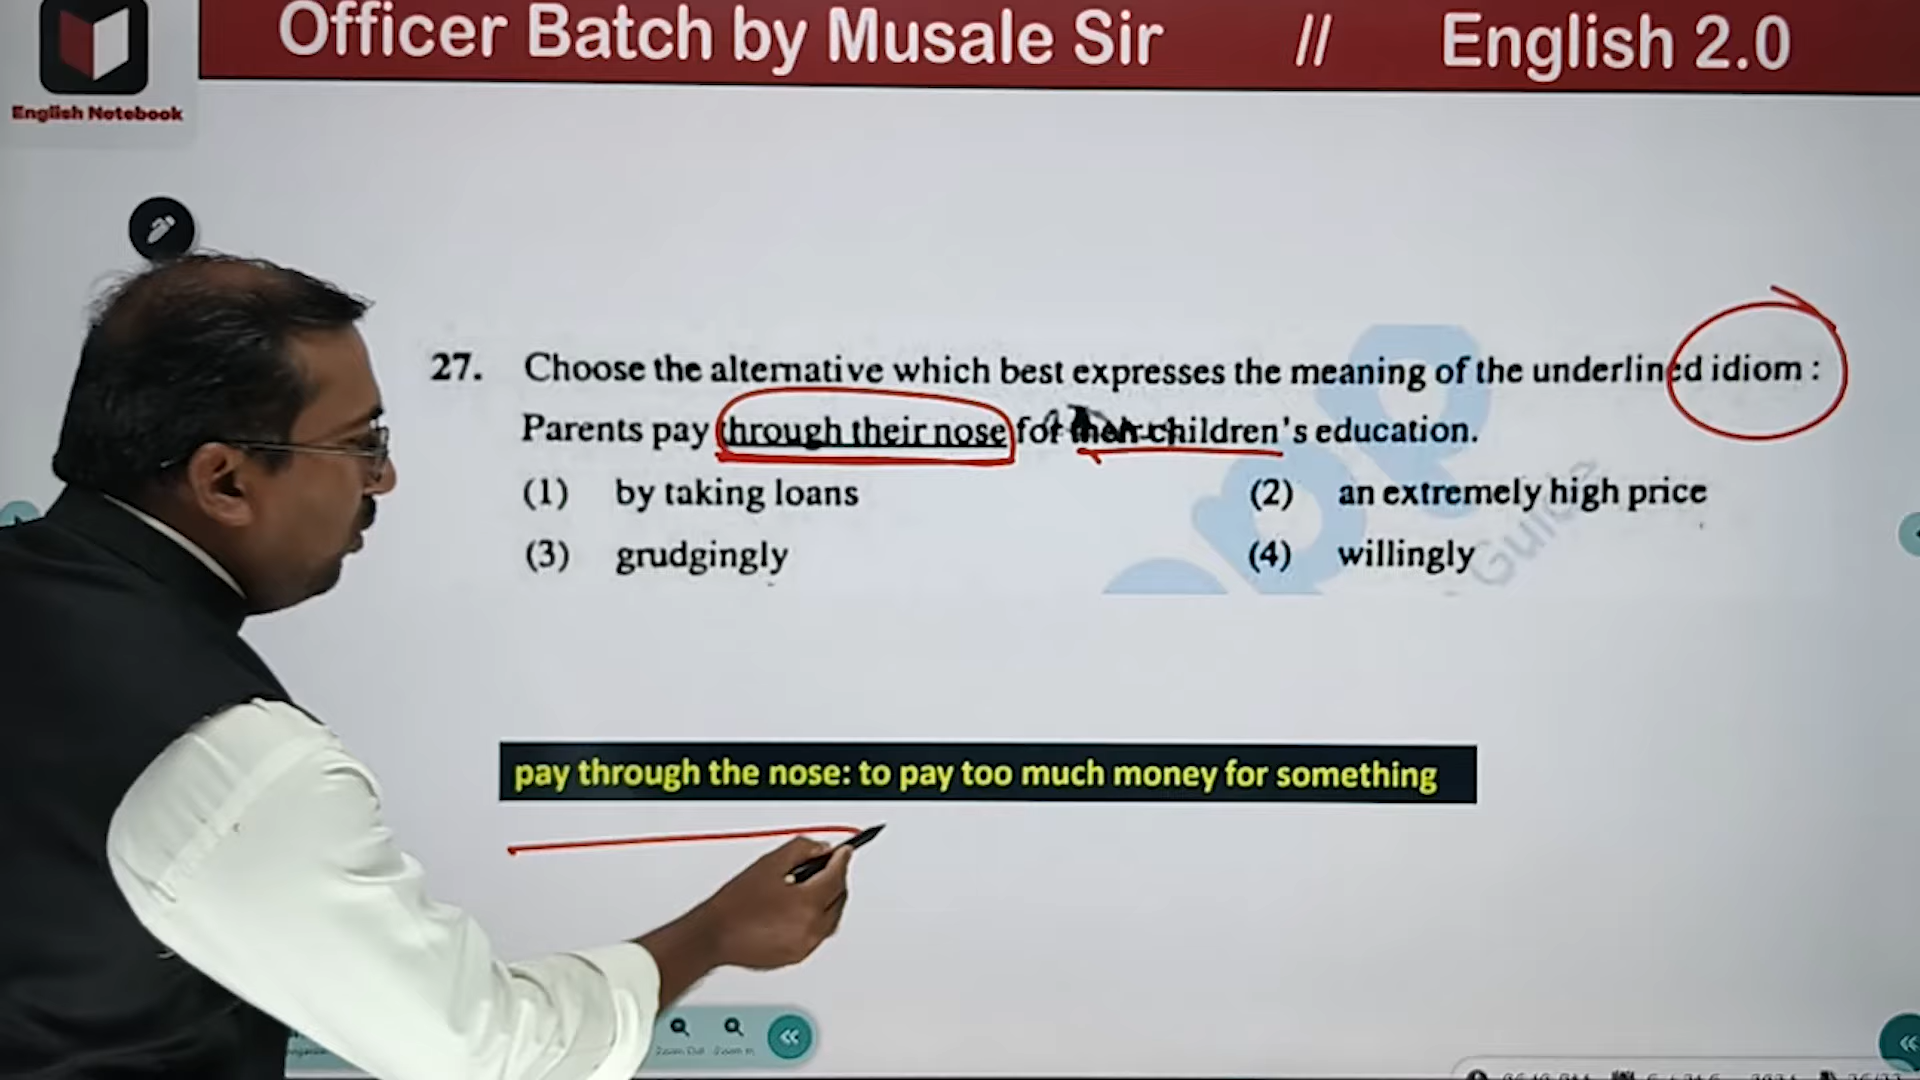 Officer Batch by Musale Sir // English 2.0
English Notebook
27. Choose the alternative which best expresses the meaning of the underlined idiom :
Parents pay through their nose for their children's education.
(1) by taking loans (2) an extremely high price
(3) grudgingly (4) willingly
Guide
pay through the nose: to pay too much money for something